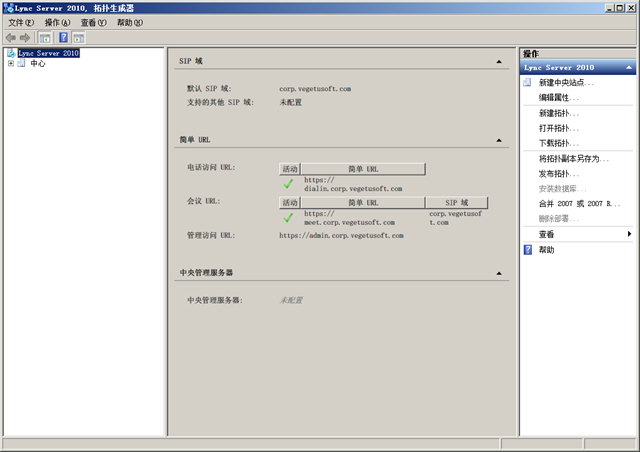 Lync Server 2010, 拓扑生成器
文件(F) 操作(A) 查看(V) 帮助(H)
Lync Server 2010
中心
SIP 域
默认 SIP 域: corp.vegetusoft.com
支持的其他 SIP 域: 未配置
简单 URL
电话访问 URL: 活动 简单 URL
https://
dialin.corp.vegetusoft.com
会议 URL: 活动 简单 URL SIP 域
https:// corp.vegetusof
meet.corp.vegetusoft.com t.com
管理访问 URL: https://admin.corp.vegetusoft.com
中央管理服务器
中央管理服务器: 未配置
操作
Lync Server 2010
新建中央站点...
编辑属性...
新建拓扑...
打开拓扑...
下载拓扑...
将拓扑副本另存为...
发布拓扑...
安装数据库...
合并 2007 或 2007 R...
删除部署...
查看
帮助